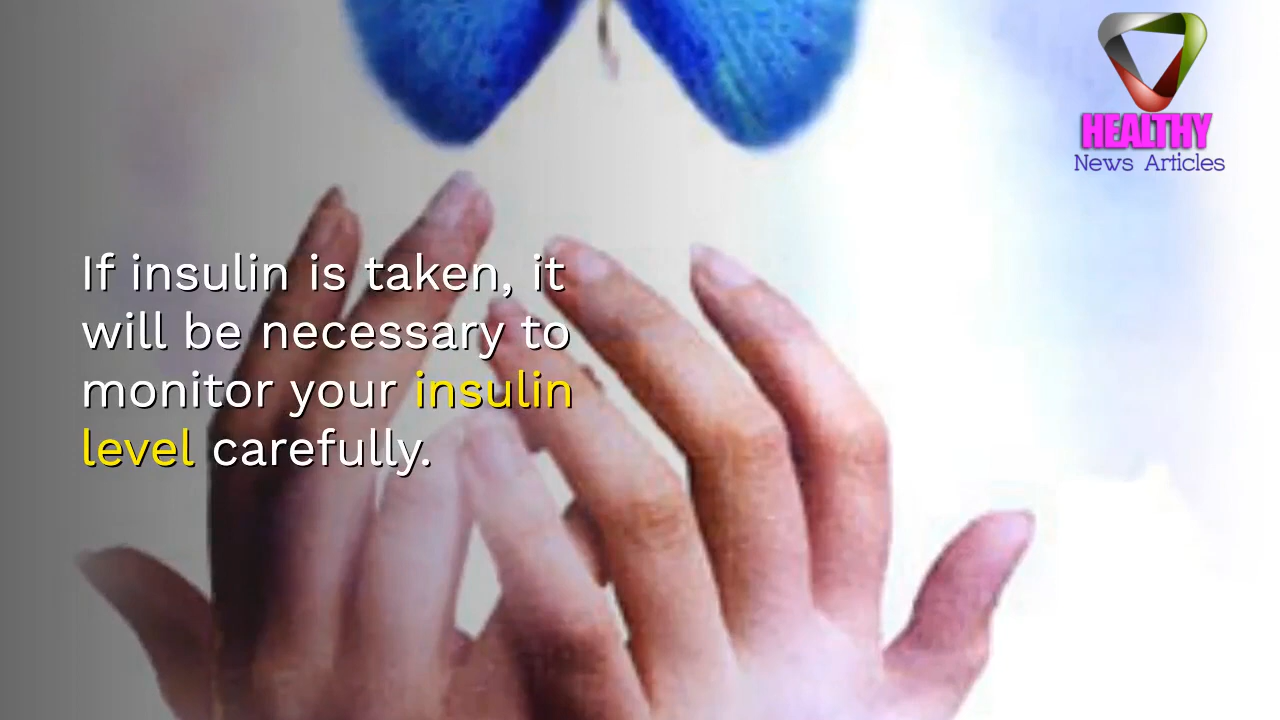 HEALTHY
News Articles
If insulin is taken, it
will be necessary to
monitor your insulin
level carefully.